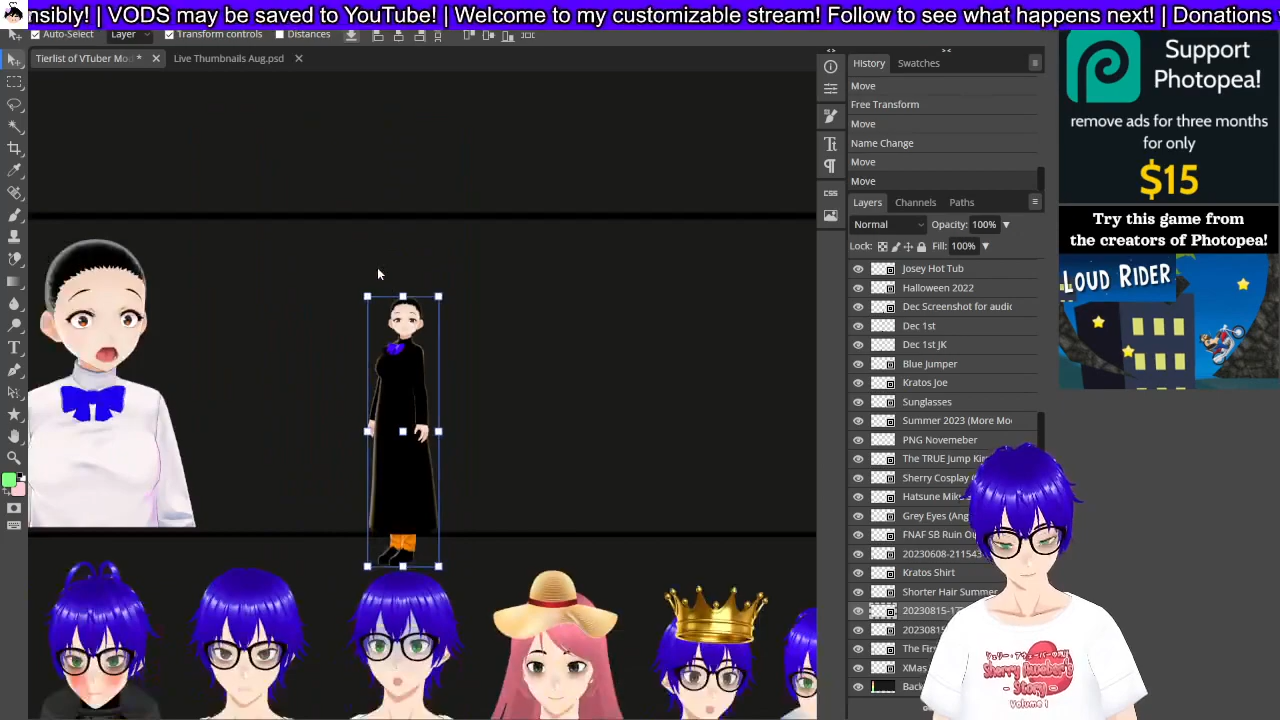 nsibly! | VODS may be saved to YouTube! | Welcome to my customizable stream! Follow to see what happens next! | Donations
Auto-Select Layer Transform controls Distances
Tierlist of VTuber Mo *
Live Thumbnails Aug.psd
History Swatches
Move
Free Transform
Move
Name Change
Move
Move
Layers Channels Paths
Normal Opacity: 100%
Lock: Fill: 100%
Josey Hot Tub
Halloween 2022
Dec Screenshot for audio
Dec 1st
Dec 1st JK
Blue Jumper
Kratos Joe
Sunglasses
Summer 2023 (More Mo
PNG Novemeber
The TRUE Jump Ki
Sherry Cosplay
Hatsune Mik
Grey Eyes (Ang
FNAF SB Ruin O
20230608-21154
Kratos Shirt
Shorter Hair Summer
20230815-1
2023081
The Firs
XMas
Back
css
Support
Photopea!
remove ads for three months
for only
$15
Try this game from
the creators of Photopea!
LOUD RIDER
Story
Volume 1